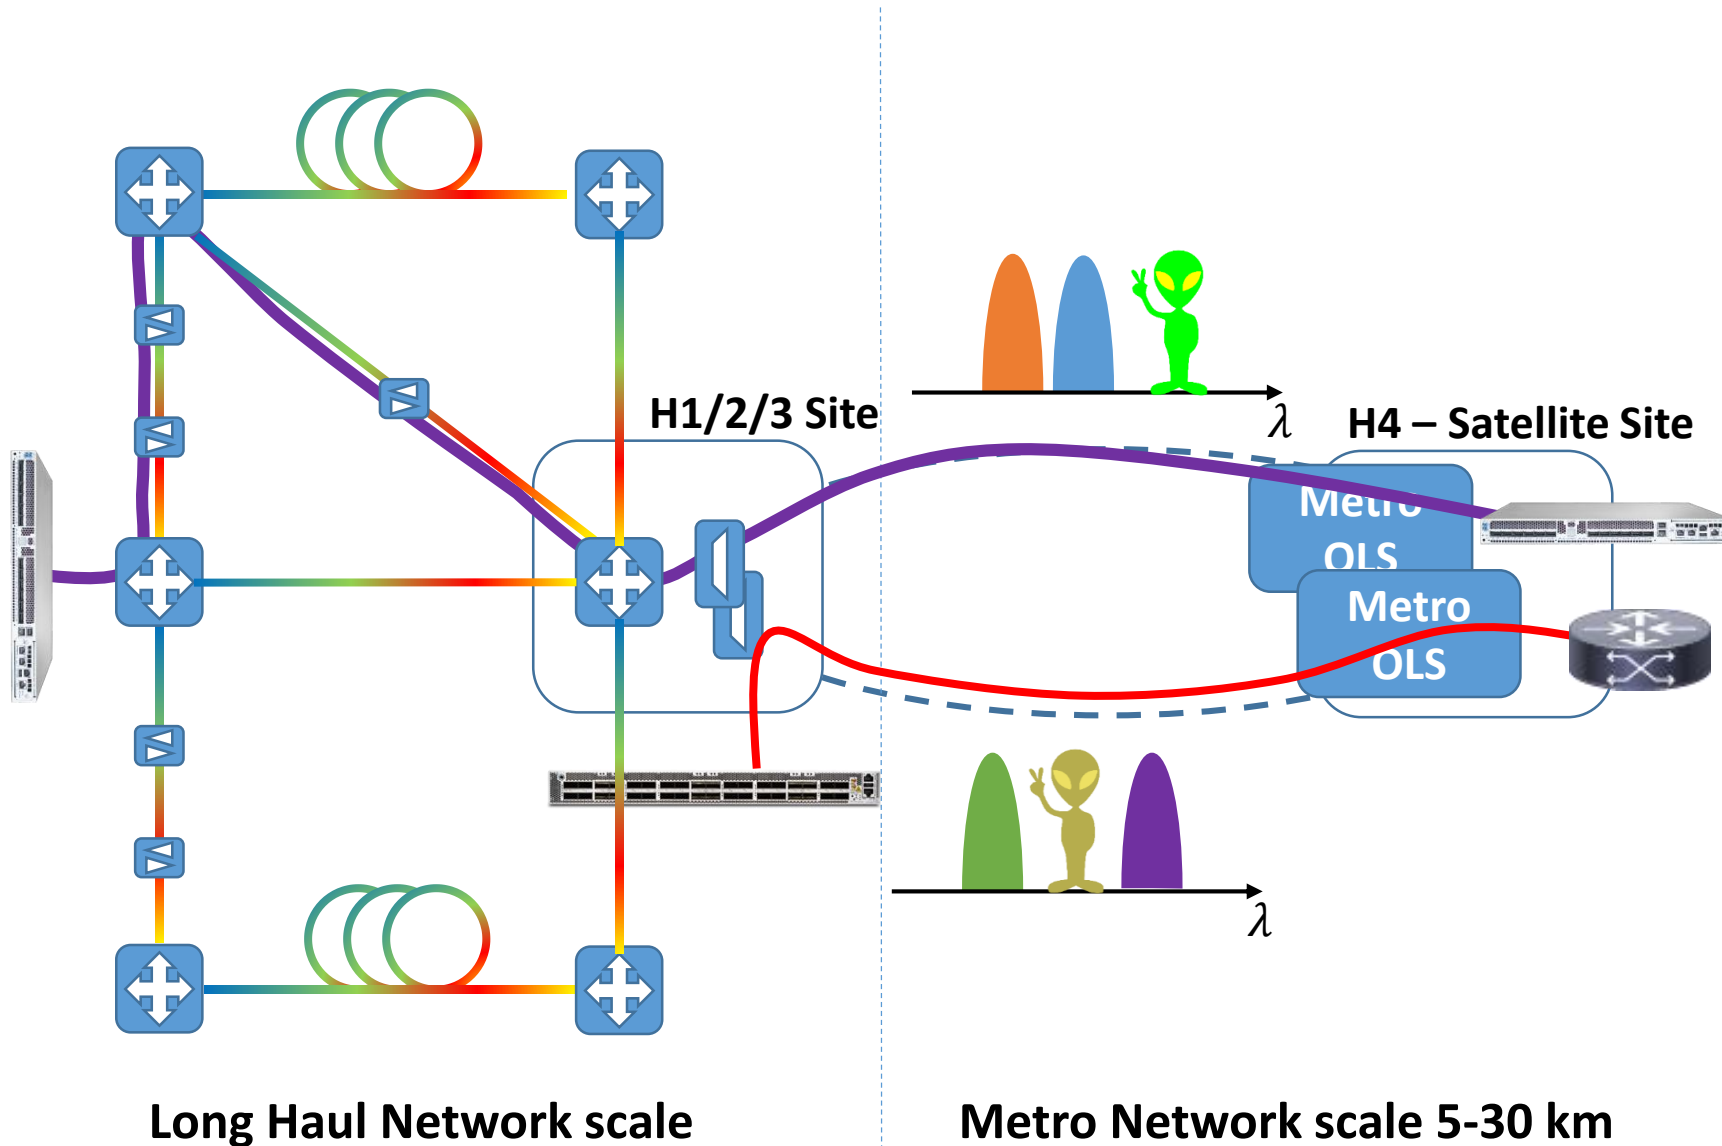 H1/2/3 Site
λ
H4 – Satellite Site
Metro
OLS
Metro
OLS
λ
Long Haul Network scale
Metro Network scale 5-30 km